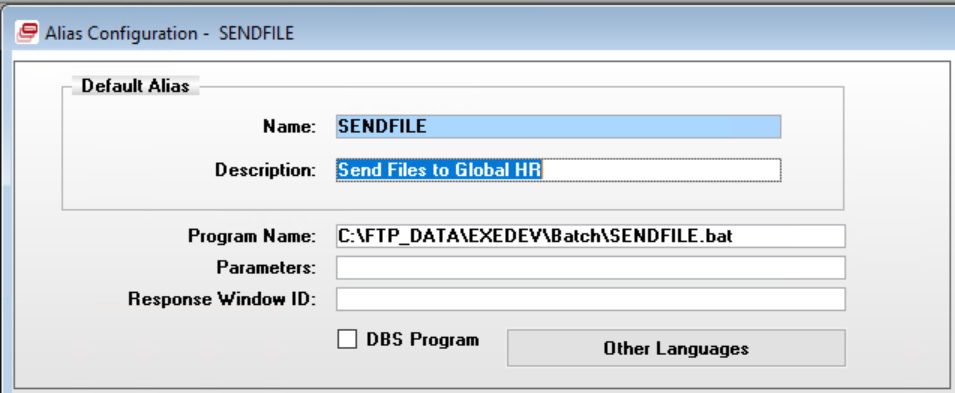 Alias Configuration - SENDFILE
Default Alias
Name: SENDFILE
Description: Send Files to Global HR
Program Name: C:\FTP_DATA\EXEDEV\Batch\SENDFILE.bat
Parameters:
Response Window ID:
DBS Program
Other Languages